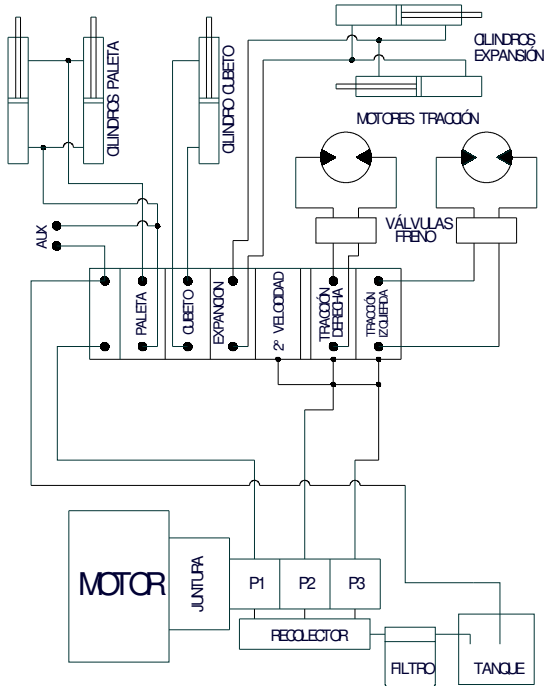 CILINDROS
EXPANSIÓN
CILINDROS PALETA
CILINDRO CUBETO
MOTORES TRACCIÓN
VÁLVULAS
FRENO
AUX
PALETA
CUBETO
EXPANCION
2° VELOCIDAD
TRACCIÓN
DERECHA
TRACCIÓN
IZQUIERDA
MOTOR
JUNTURA
P1
P2
P3
RECOLECTOR
FILTRO
TANQUE